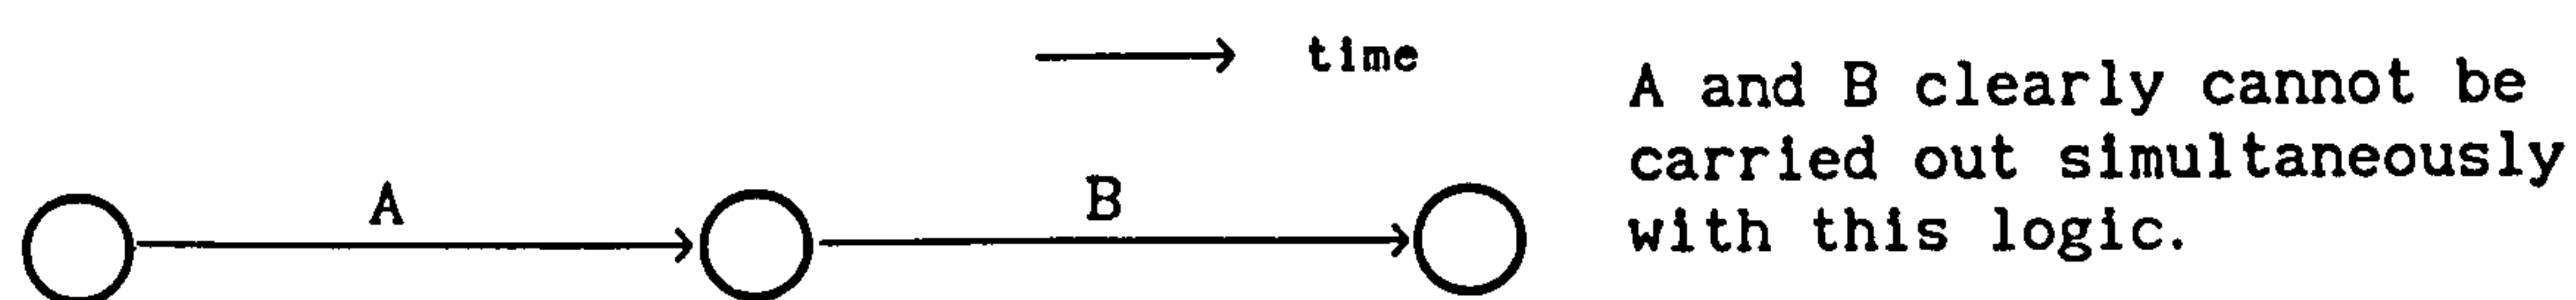 time
A and B clearly cannot be
carried out simultaneously
with this logic.
A
B